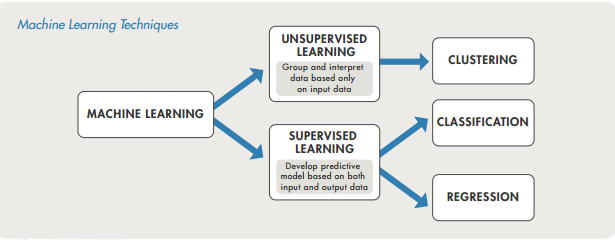 Machine Learning Techniques
MACHINE LEARNING
UNSUPERVISED
LEARNING
Group and interpret
data based only
on input data
CLUSTERING
SUPERVISED
LEARNING
Develop predictive
model based on both
input and output data
CLASSIFICATION
REGRESSION